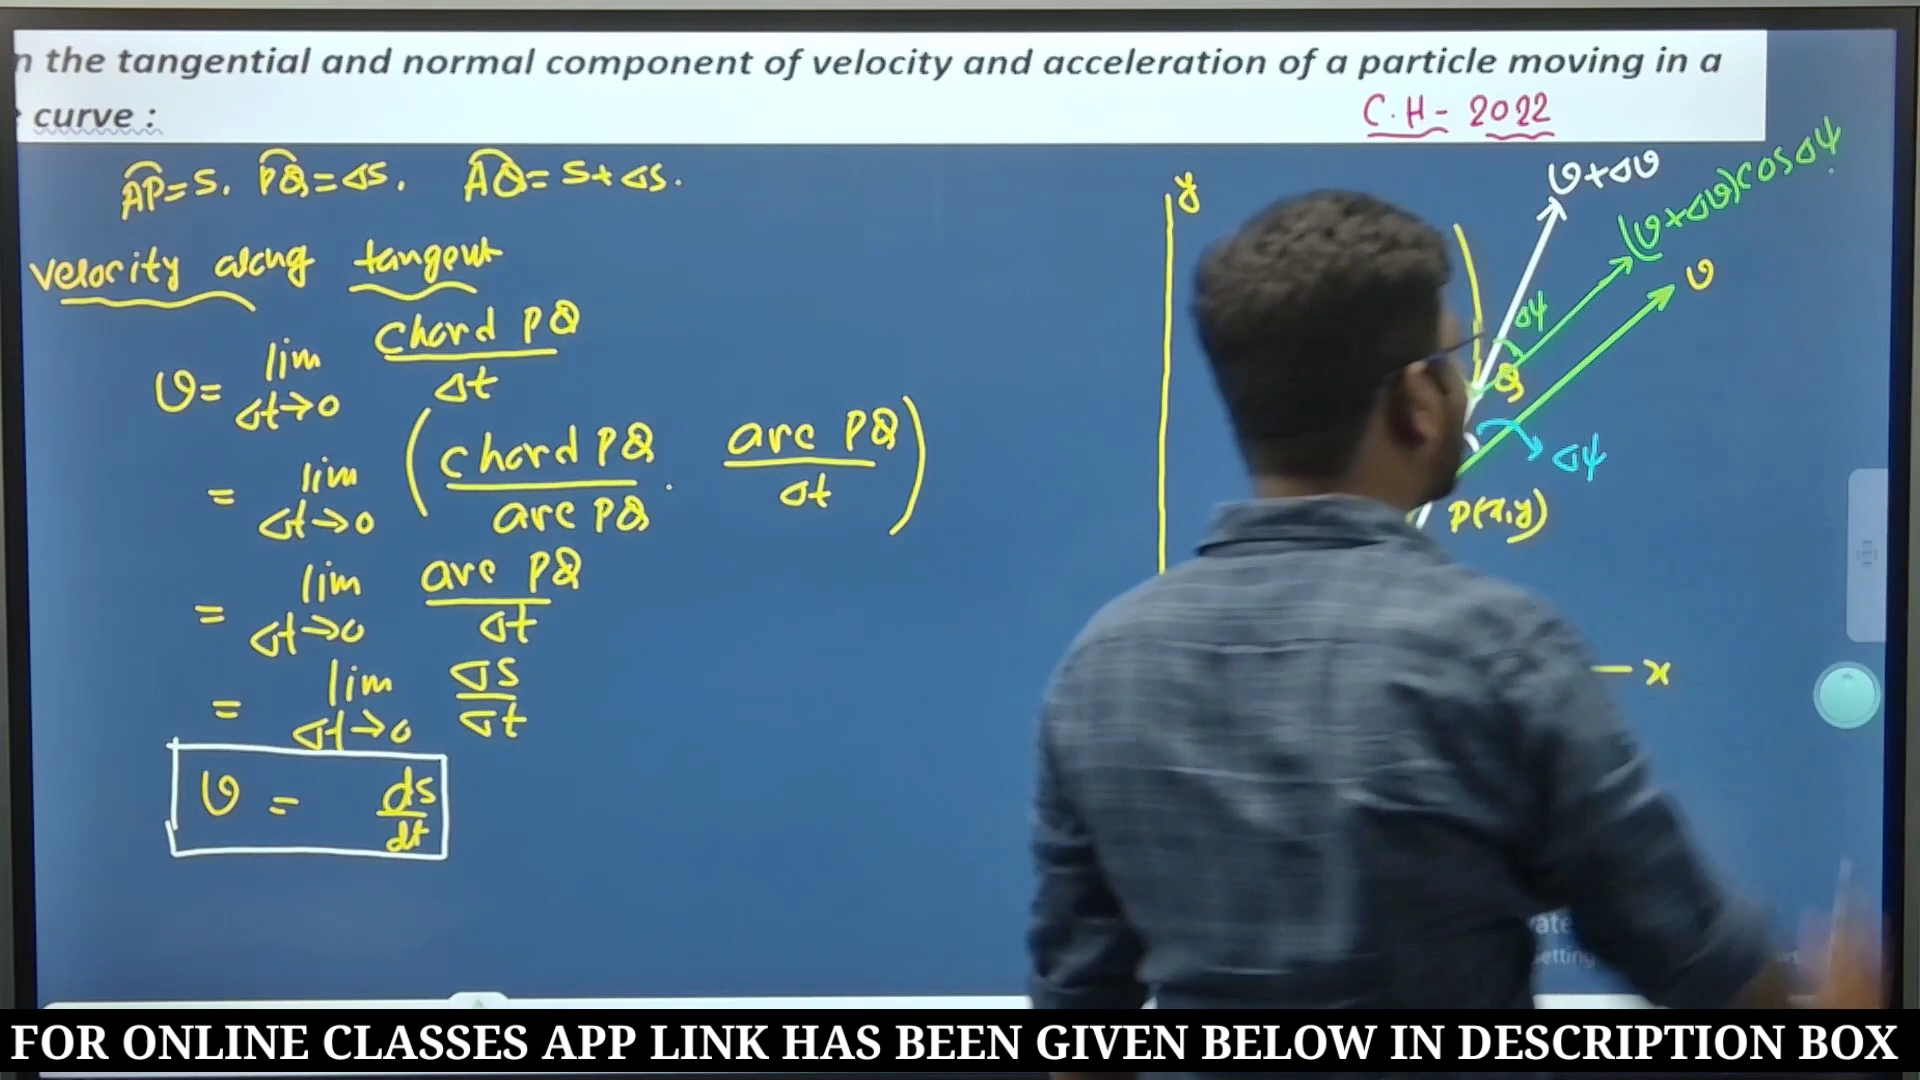 n the tangential and normal component of velocity and acceleration of a particle moving in a
curve :
C.H- 2022
AP=S. PQ=ΔS. AQ=S+ΔS.
velocity along tangent
v= lim Δt→0 chord PQ / Δt
= lim Δt→0 (chord PQ / arc PQ . arc PQ / Δt)
= lim Δt→0 arc PQ / Δt
= lim Δt→0 ΔS / Δt
v = ds / dt
y
v+Δv
(v+Δv)cosΔψ
v
Δψ
Q
Δψ
P(x,y)
x
FOR ONLINE CLASSES APP LINK HAS BEEN GIVEN BELOW IN DESCRIPTION BOX